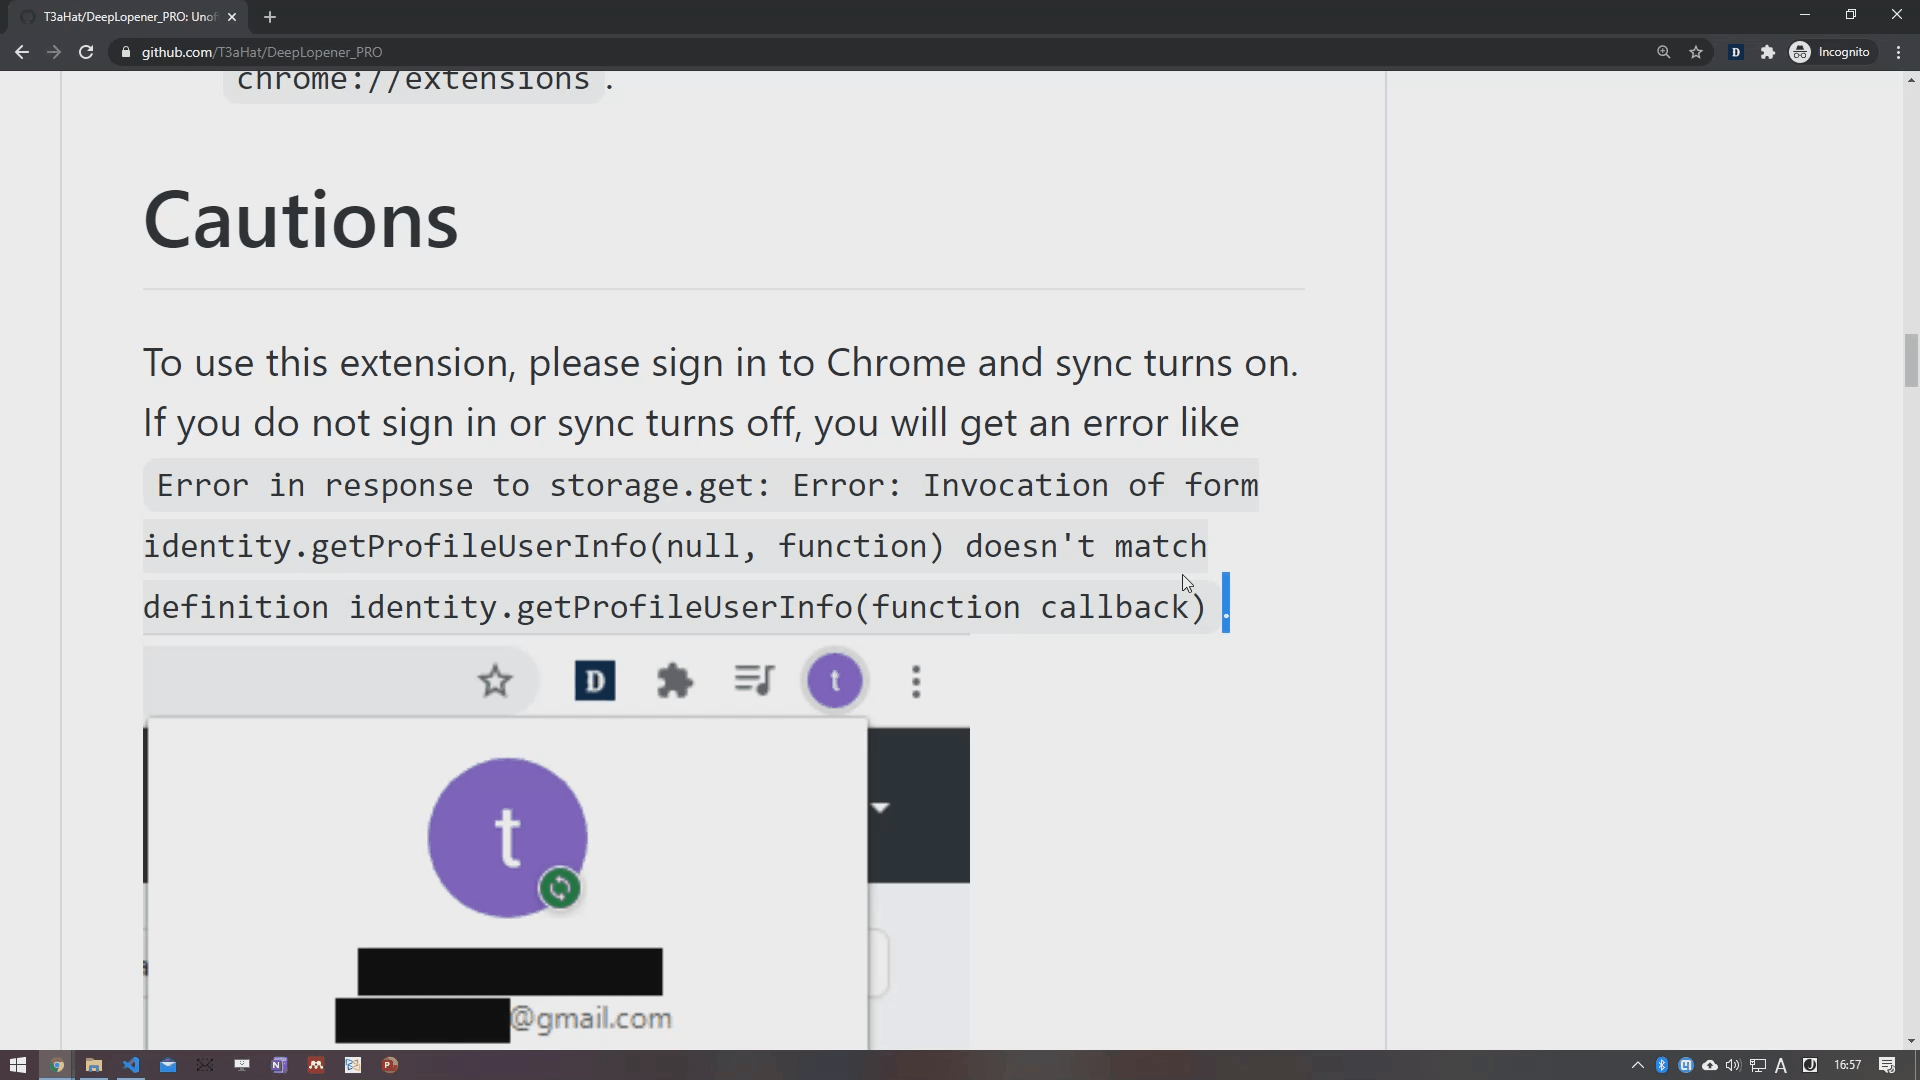 T3aHat/DeepLopener_PRO: Unof
github.com/T3aHat/DeepLopener_PRO
Incognito
chrome://extensions.
Cautions
To use this extension, please sign in to Chrome and sync turns on.
If you do not sign in or sync turns off, you will get an error like
Error in response to storage.get: Error: Invocation of form
identity.getProfileUserInfo(null, function) doesn't match
definition identity.getProfileUserInfo(function callback).
D
t
t
@gmail.com
A
16:57